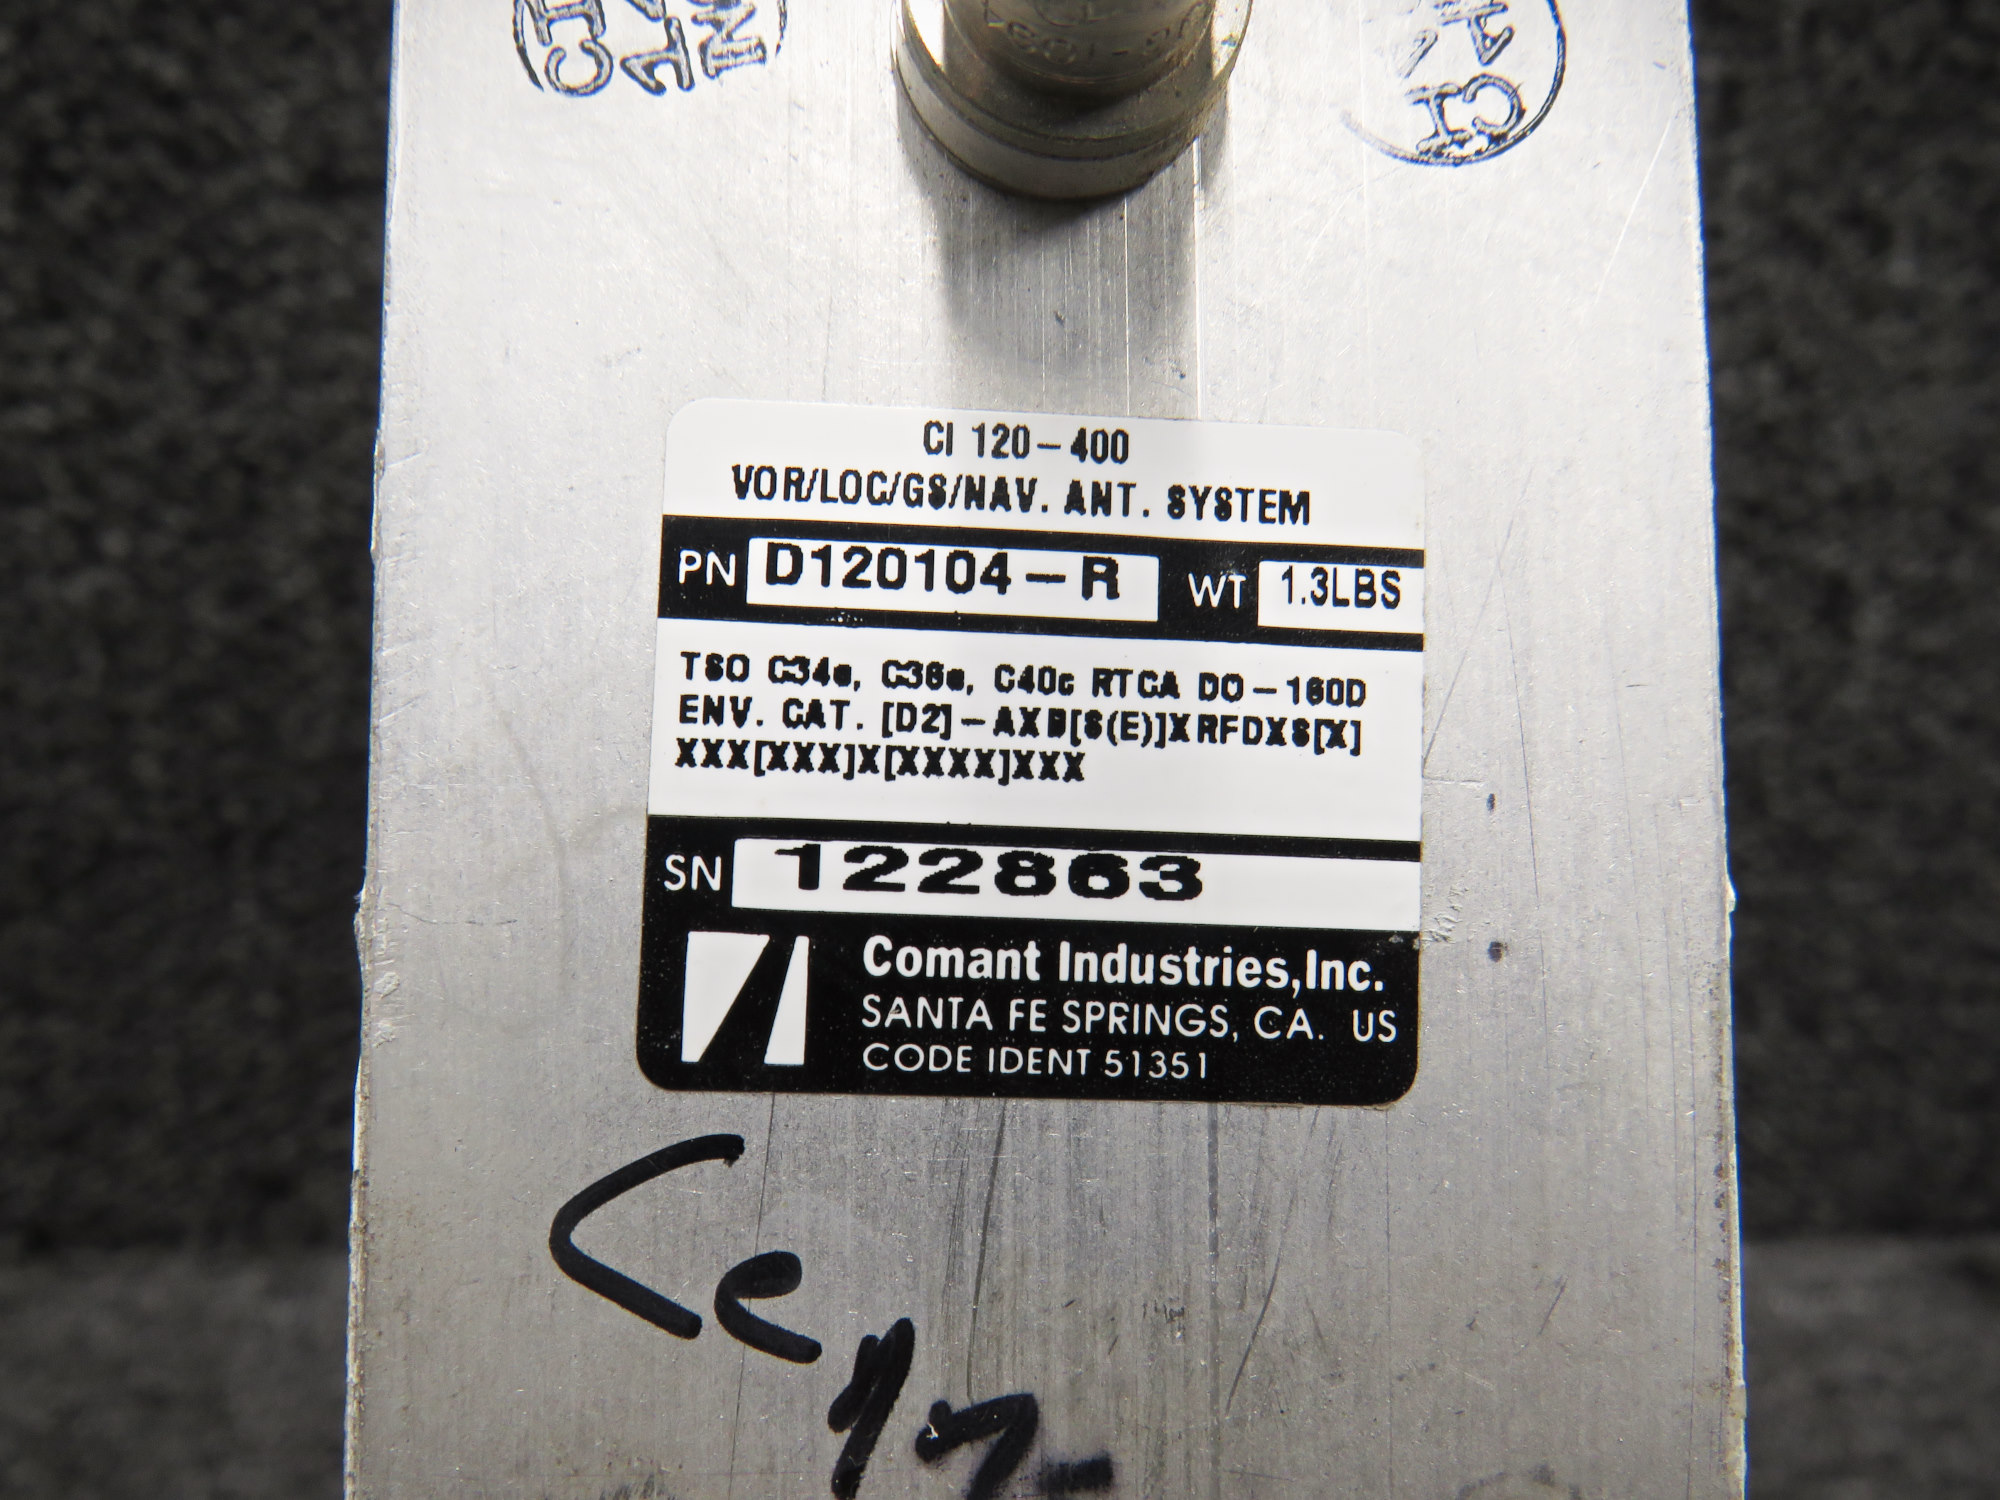 CI 120-400
VOR/LOC/GS/NAV. ANT. SYSTEM
PN D120104-R WT 1.3LBS
TSO C34e, C36e, C40c RTCA DO-160D
ENV. CAT. [D2]-AXB[S(E)]XRFDXS[X]
XXX[XXX]X[XXXX]XXX
SN 122863
Comant Industries,Inc.
SANTA FE SPRINGS, CA. US
CODE IDENT 51351